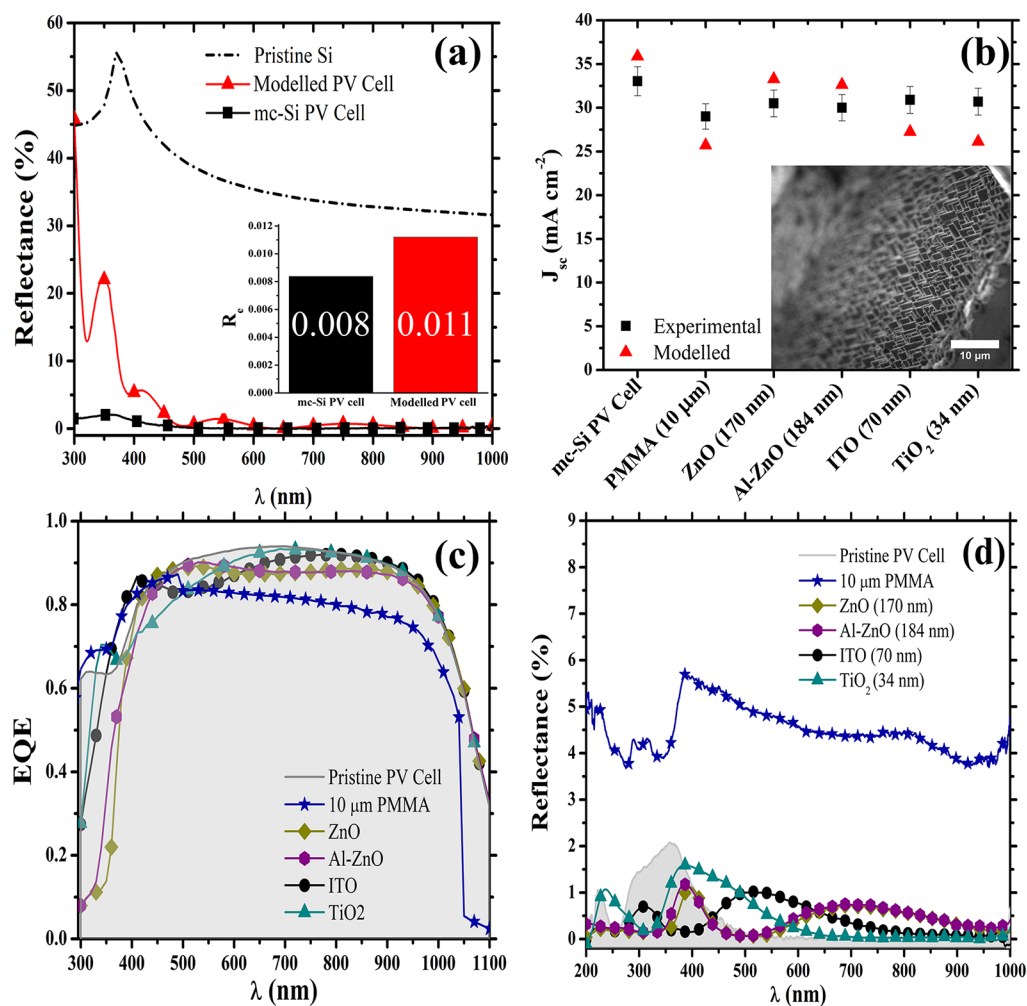 (a)
Pristine Si
Modelled PV Cell
mc-Si PV Cell
Reflectance (%)
60
50
40
30
20
10
0
R_e
0.012
0.010
0.008
0.006
0.004
0.002
0.000
0.008
0.011
mc-Si PV cell
Modelled PV cell
300 400 500 600 700 800 900 1000
λ (nm)
(b)
J_sc (mA cm⁻²)
40
35
30
25
20
15
10
5
0
Experimental
Modelled
10 μm
mc-Si PV Cell
PMMA (10 μm)
ZnO (170 nm)
Al-ZnO (184 nm)
ITO (70 nm)
TiO₂ (34 nm)
(c)
EQE
1.0
0.8
0.6
0.4
0.2
0.0
Pristine PV Cell
10 μm PMMA
ZnO
Al-ZnO
ITO
TiO2
300 400 500 600 700 800 900 1000 1100
λ (nm)
(d)
Reflectance (%)
9
8
7
6
5
4
3
2
1
0
Pristine PV Cell
10 μm PMMA
ZnO (170 nm)
Al-ZnO (184 nm)
ITO (70 nm)
TiO₂ (34 nm)
200 300 400 500 600 700 800 900 1000
λ (nm)